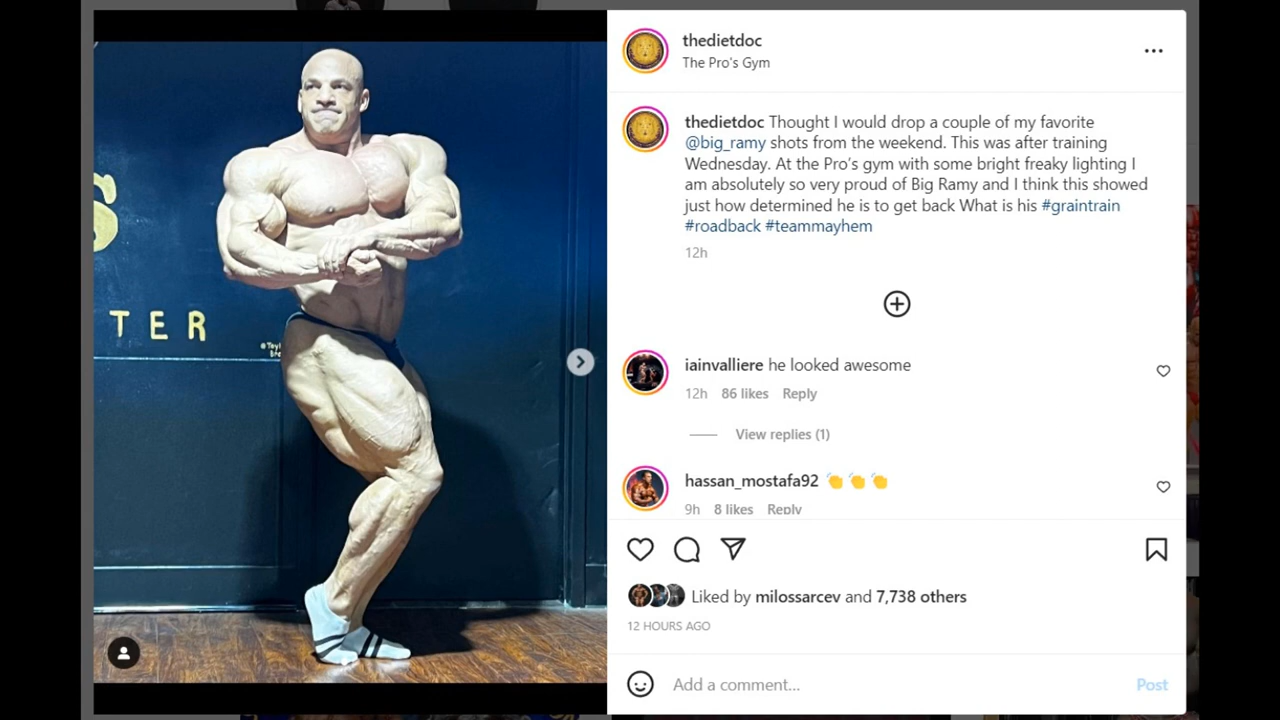 S
TER
thedietdoc
The Pro's Gym
thedietdoc Thought I would drop a couple of my favorite
@big_ramy shots from the weekend. This was after training
Wednesday. At the Pro's gym with some bright freaky lighting I
am absolutely so very proud of Big Ramy and I think this showed
just how determined he is to get back What is his #graintrain
#roadback #teammayhem
12h
iainvalliere he looked awesome
12h 86 likes Reply
View replies (1)
hassan_mostafa92 👏 👏 👏
9h 8 likes Reply
Liked by milossarcev and 7,738 others
12 HOURS AGO
Add a comment...
Post